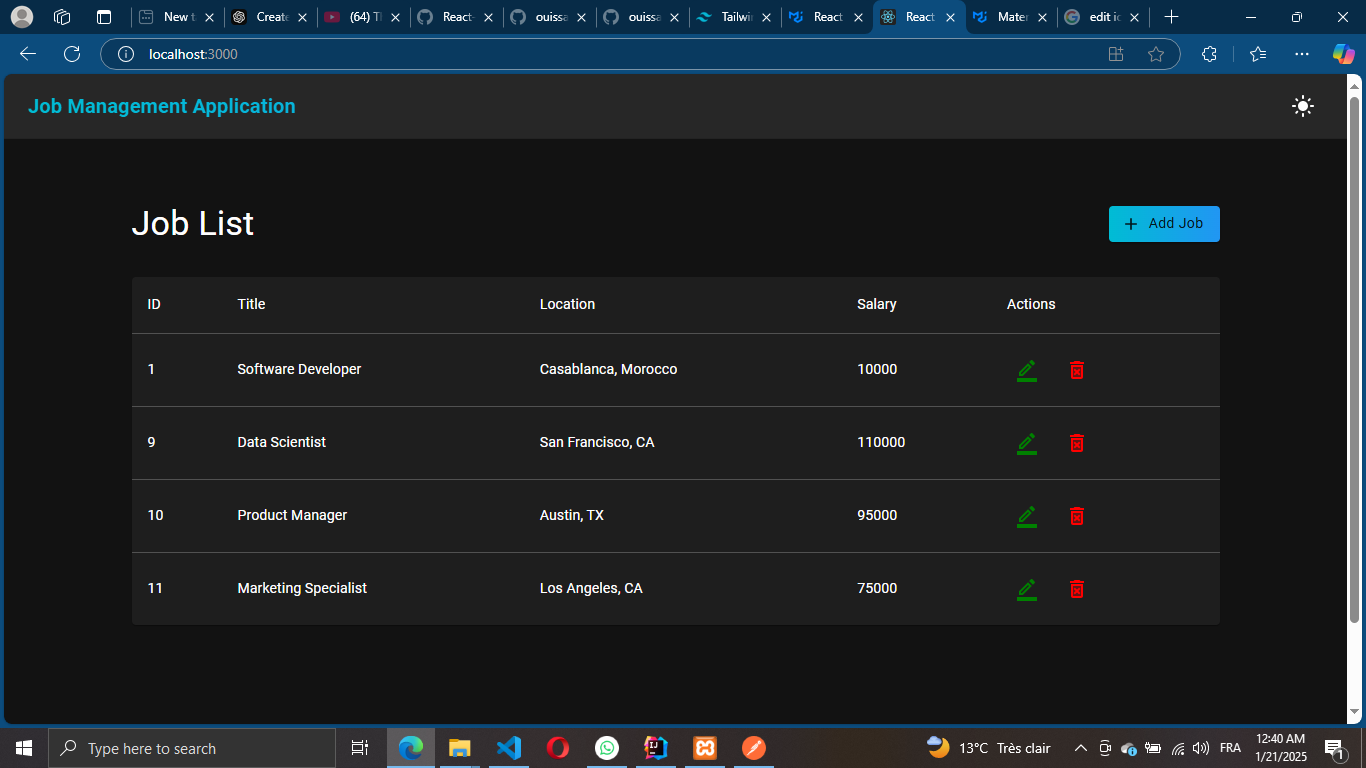 New t
Create
(64) Tl
React-
ouissa
ouissa
Tailwi
React
React
Mater
edit ic
localhost:3000
Job Management Application
Job List
+ Add Job
ID Title Location Salary Actions
1 Software Developer Casablanca, Morocco 10000
9 Data Scientist San Francisco, CA 110000
10 Product Manager Austin, TX 95000
11 Marketing Specialist Los Angeles, CA 75000
Type here to search
13°C Très clair
FRA
12:40 AM
1/21/2025
1